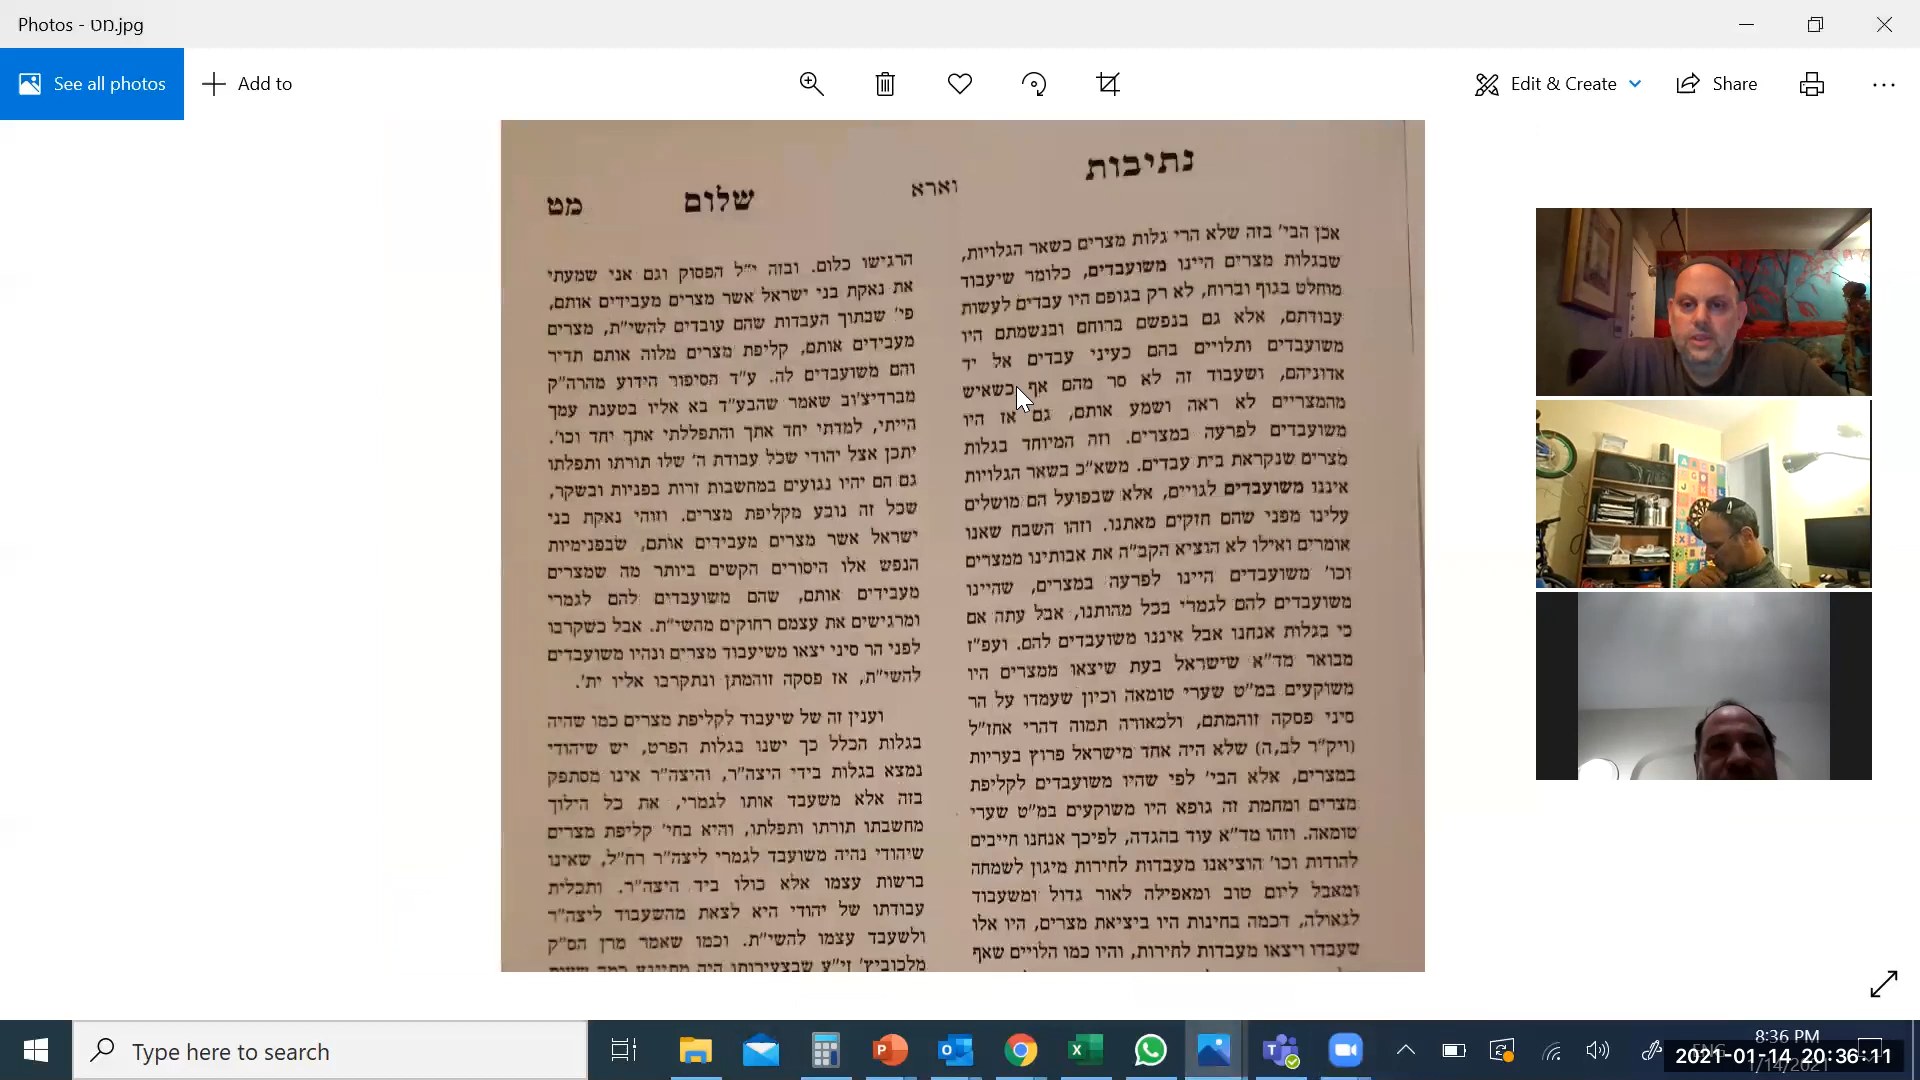 Photos - מט.jpg
See all photos
Add to
Edit & Create
Share
נתיבות
וארא
שלום
מט
אכן הבי׳ בזה שלא הרי גלות מצרים כשאר הגלויות,
שבגלות מצרים היינו משועבדים, כלומר שיעבוד
מוחלט בגוף וברוח, לא רק בגופם היו עבדים לעשות
עבודתם, אלא גם בנפשם ברוחם ובנשמתם היו
משועבדים ותלויים בהם כעיני עבדים אל יד
אדוניהם, ושעבוד זה לא סר מהם אף כשאיש
מהמצריים לא ראה ושמע אותם, גם אז היו
משועבדים לפרעה במצרים. וזה המיוחד בגלות
מצרים שנקראת בית עבדים. משא״כ בשאר הגלויות
איננו משועבדים לגויים, אלא שבפועל הם מושלים
עלינו מפני שהם חזקים מאתנו. וזהו השבח שאנו
אומרים ואילו לא הוציא הקב״ה את אבותינו ממצרים
וכו׳ משועבדים היינו לפרעה במצרים, שהיינו
משועבדים להם לגמרי בכל מהותנו, אבל עתה אם
כי בגלות אנחנו אבל איננו משועבדים להם. ועפ״ז
מבואר מד״א שישראל בעת שיצאו ממצרים היו
משוקעים במ״ט שערי טומאה וכיון שעמדו על הר
סיני פסקה זוהמתם, ולכאורה תמוה דהרי אחז״ל
(ויק״ר לב,ה) שלא היה אחד מישראל פרוץ בעריות
במצרים, אלא הבי׳ לפי שהיו משועבדים לקליפת
מצרים ומחמת זה גופא היו משוקעים במ״ט שערי
טומאה. וזהו מד״א עוד בהגדה, לפיכך אנחנו חייבים
להודות וכו׳ הוציאנו מעבדות לחירות מיגון לשמחה
ומאבל ליום טוב ומאפילה לאור גדול ומשעבוד
לגאולה, דכמה בחינות היו ביציאת מצרים, היו אלו
שעבדו ויצאו מעבדות לחירות, והיו כמו הלויים שאף
הרגישו כלום. ובזה י״ל הפסוק וגם אני שמעתי
את נאקת בני ישראל אשר מצרים מעבידים אותם,
פי׳ שבתוך העבדות שהם עובדים להשי״ת, מצרים
מעבידים אותם, קליפת מצרים מלוה אותם תדיר
והם משועבדים לה. ע״ד הסיפור הידוע מהרה״ק
מברדיצ׳וב שאמר שהבע״ד בא אליו בטענת עמך
הייתי, למדתי יחד אתך והתפללתי אתך יחד וכו׳.
יתכן אצל יהודי שכל עבודת ה׳ שלו תורתו ותפלתו
גם הם יהיו נגועים במחשבות זרות בפניות ובשקר,
שכל זה נובע מקליפת מצרים. וזוהי נאקת בני
ישראל אשר מצרים מעבידים אותם, שבפנימיות
הנפש אלו היסורים הקשים ביותר מה שמצרים
מעבידים אותם, שהם משועבדים להם לגמרי
ומרגישים את עצמם רחוקים מהשי״ת. אבל כשקרבו
לפני הר סיני יצאו משיעבוד מצרים ונהיו משועבדים
להשי״ת, אז פסקה זוהמתן ונתקרבו אליו ית׳.
וענין זה של שיעבוד לקליפת מצרים כמו שהיה
בגלות הכלל כך ישנו בגלות הפרט, יש שיהודי
נמצא בגלות בידי היצה״ר, והיצה״ר אינו מסתפק
בזה אלא משעבד אותו לגמרי, את כל הילוך
מחשבתו תורתו ותפלתו, והיא בחי׳ קליפת מצרים
שיהודי נהיה משועבד לגמרי ליצה״ר רח״ל, שאינו
ברשות עצמו אלא כולו ביד היצה״ר. ותכלית
עבודתו של יהודי היא לצאת מהשעבוד ליצה״ר
ולשעבד עצמו להשי״ת. וכמו שאמר מרן הס״ק
מלכוביץ׳ זי״ע שבצעירותו היה
Type here to search
8:36 PM
2021-01-14 20:36:11